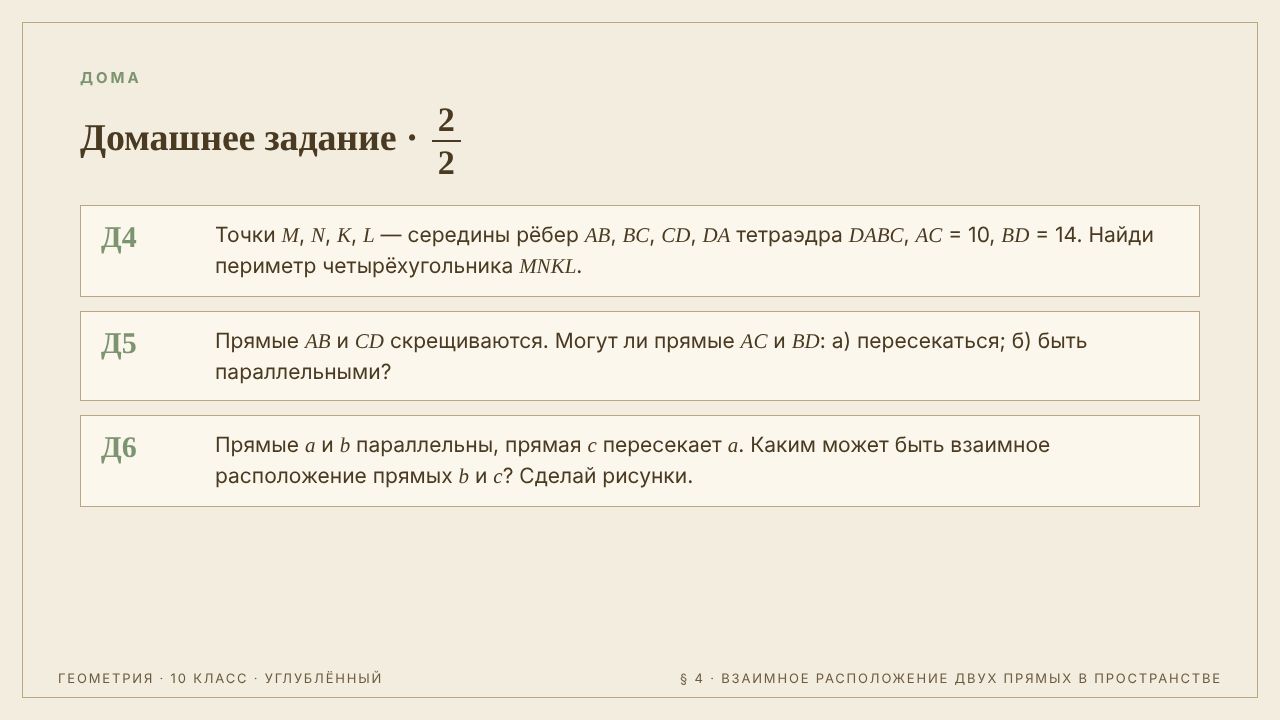 ДОМА
Домашнее задание · 2/2
Д4
Точки M, N, K, L — середины рёбер AB, BC, CD, DA тетраэдра DABC, AC = 10, BD = 14. Найди
периметр четырёхугольника MNKL.
Д5
Прямые AB и CD скрещиваются. Могут ли прямые AC и BD: а) пересекаться; б) быть
параллельными?
Д6
Прямые a и b параллельны, прямая c пересекает a. Каким может быть взаимное
расположение прямых b и c? Сделай рисунки.
ГЕОМЕТРИЯ · 10 КЛАСС · УГЛУБЛЁННЫЙ
§ 4 · ВЗАИМНОЕ РАСПОЛОЖЕНИЕ ДВУХ ПРЯМЫХ В ПРОСТРАНСТВЕ